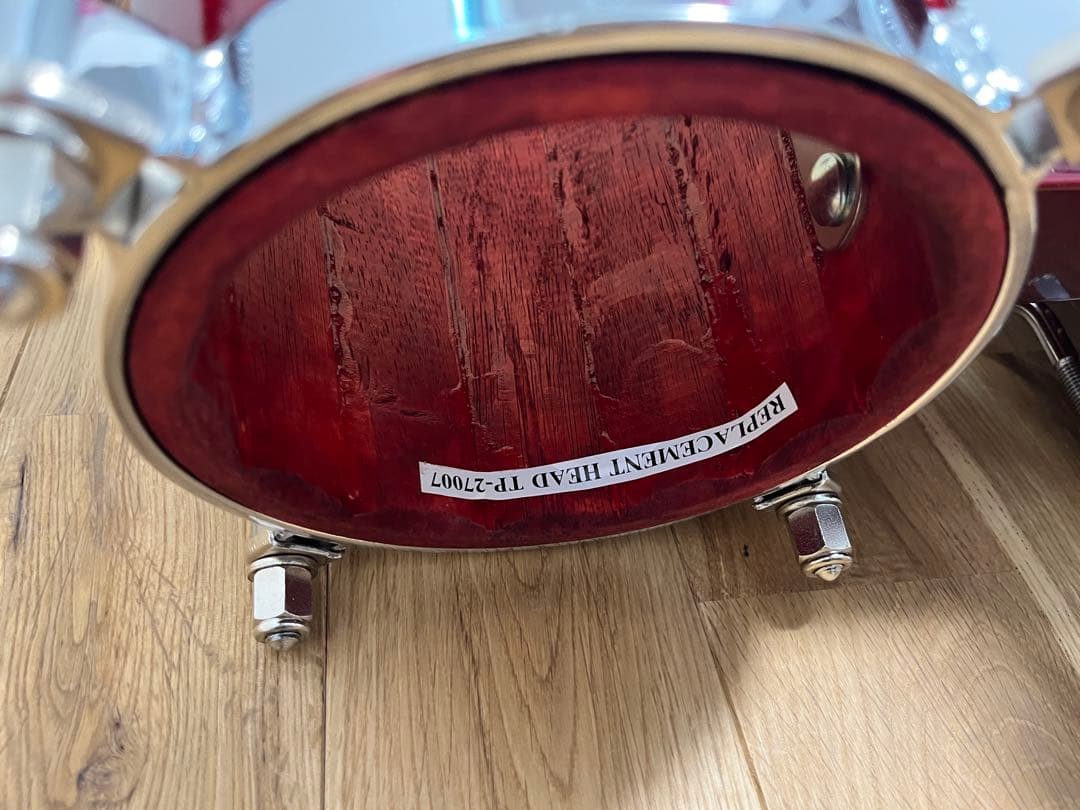 REPLACEMENT HEAD TP-27007